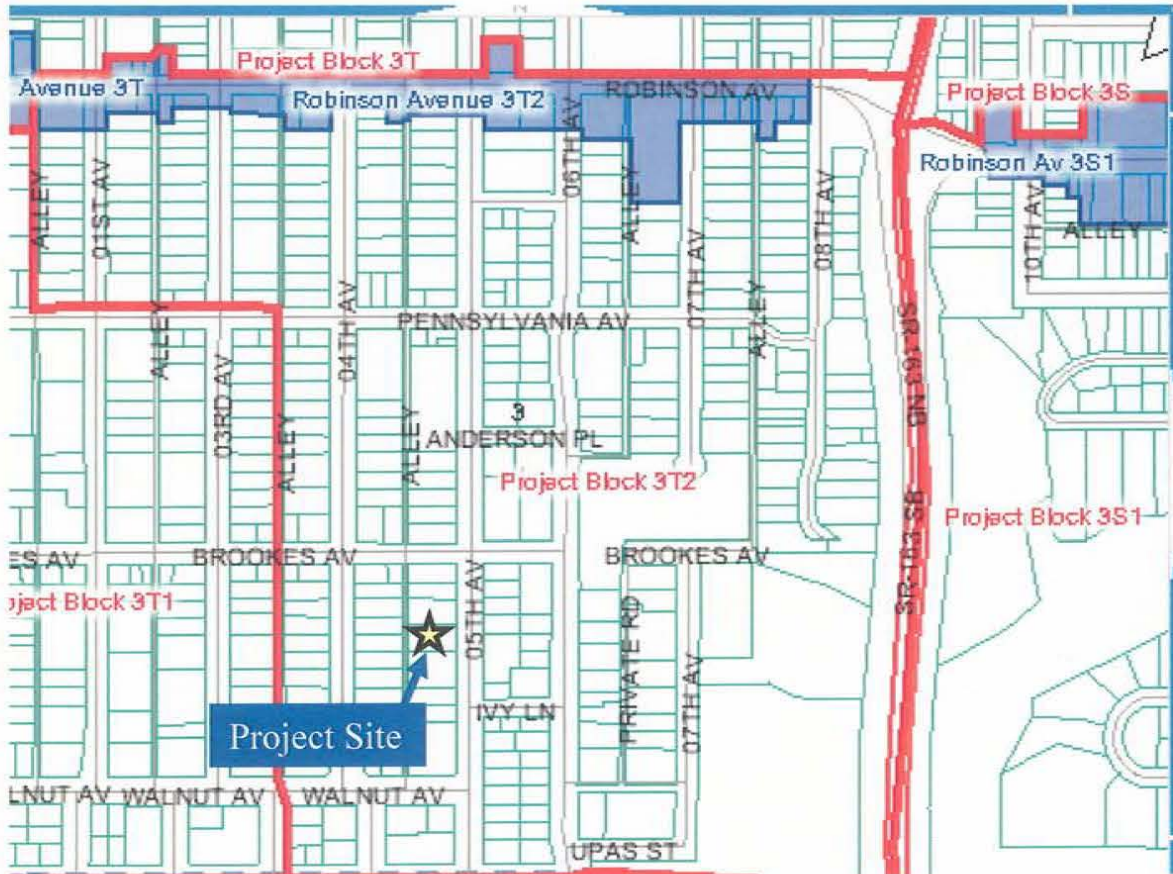 Project Block 3T
Avenue 3T
Robinson Avenue 3T2
ROBINSON AV
Project Block 3S
Robinson Av 3S1
ALLEY
01ST AV
06TH AV
ALLEY
07TH AV
08TH AV
10TH AV
ALLEY
ALLEY
03RD AV
ALLEY
04TH AV
PENNSYLVANIA AV
ALLEY
SR-163 NB
3
ALLEY
ANDERSON PL
Project Block 3T2
SR-163 SB
Project Block 3S1
ES AV
BROOKES AV
BROOKES AV
oject Block 3T1
05TH AV
PRIVATE RD
07TH AV
Project Site
IVY LN
LNUT AV
WALNUT AV
WALNUT AV
UPAS ST